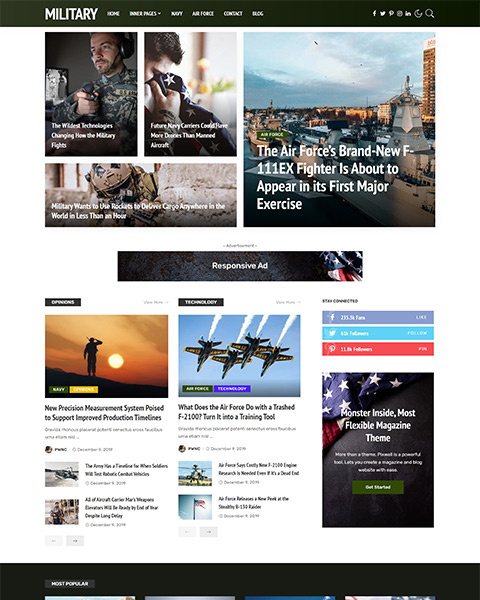 MILITARY HOME INNER PAGES NAVY AIR FORCE CONTACT BLOG
The Wildest Technologies
Changing How the Military
Fights
Future Navy Carriers Could Have
More Drones Than Manned
Aircraft
Military Wants to Use Rockets to Deliver Cargo Anywhere in the
World in Less Than an Hour
AIR FORCE
The Air Force's Brand-New F-
111EX Fighter Is About to
Appear in its First Major
Exercise
- Advertisement -
Responsive Ad
OPINIONS View More
NAVY OPINIONS
New Precision Measurement System Poised
to Support Improved Production Timelines
Gravida rhoncus placerat potenti senectus eros faucibus
urna etiam nisi ...
PWNC December 9, 2019
The Army Has a Timeline for When Soldiers
Will Test Robotic Combat Vehicles
December 9, 2019
All of Aircraft Carrier Mar's Weapons
Elevators Will Be Ready by End of Year
Despite Long Delay
December 9, 2019
TECHNOLOGY View More
AIR FORCE TECHNOLOGY
What Does the Air Force Do with a Trashed
F-2100? Turn It into a Training Tool
Gravida rhoncus placerat potenti senectus eros faucibus
urna etiam nisi ...
PWNC December 9, 2019
Air Force Says Costly New F-2100 Engine
Research Is Needed Even If It's a Dead End
December 9, 2019
Air Force Releases a New Peek at the
Stealthy B-130 Raider
December 9, 2019
STAY CONNECTED
235.5k Fans LIKE
Followers FOLLOW
13.8k Followers PIN
Monster Inside, Most
Flexible Magazine
Theme
More than a theme. Pixwell is a powerful
tool. Lets you create a magazine and blog
website with ease.
Get Started
MOST POPULAR